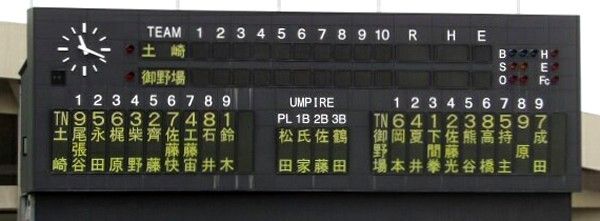 TEAM 1 2 3 4 5 6 7 8 9 10 R H E
土崎
御野場
B H
S E
O Fc
UMPIRE
1 2 3 4 5 6 7 8 9
TN 9 5 6 3 2 7 4 8 1
土崎
尾張谷
永田
梶原
柴野
齊藤
佐藤快
工藤宙
石井
鈴木
PL 1B 2B 3B
松田
氏家
佐藤
鶴田
1 2 3 4 5 6 7 8 9
TN 6 4 1 2 3 8 5 9 7
御野場
岡本
夏井
下間拳
佐藤光
熊谷
高橋
持主
原
成田